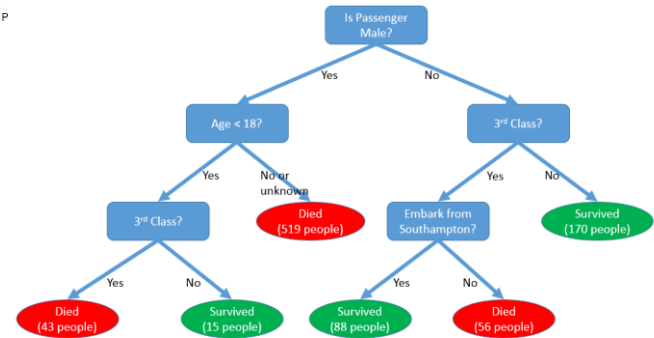 P
Is Passenger
Male?
Yes
No
Age < 18?
3rd Class?
Yes
No or
unknown
Yes
No
3rd Class?
Died
(519 people)
Embark from
Southampton?
Survived
(170 people)
Yes
No
Yes
No
Died
(43 people)
Survived
(15 people)
Survived
(88 people)
Died
(56 people)